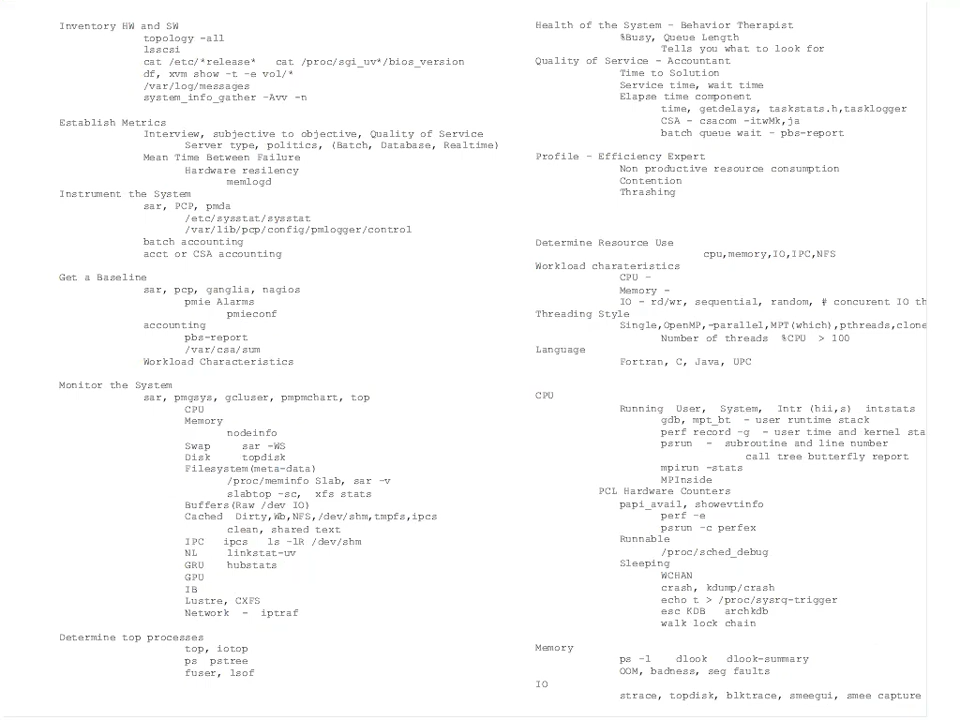 Inventory HW and SW
topology -all
lsscsi
cat /etc/*release* cat /proc/sgi_uv*/bios_version
df, xvm show -t -e vol/*
/var/log/messages
system_info_gather -Avv -n
Establish Metrics
Interview, subjective to objective, Quality of Service
Server type, politics, (Batch, Database, Realtime)
Mean Time Between Failure
Hardware resilency
memlogd
Instrument the System
sar, PCP, pmda
/etc/sysstat/sysstat
/var/lib/pcp/config/pmlogger/control
batch accounting
acct or CSA accounting
Get a Baseline
sar, pcp, ganglia, nagios
pmie Alarms
pmieconf
accounting
pbs-report
/var/csa/sum
Workload Characteristics
Monitor the System
sar, pmgsys, gcluser, pmpmchart, top
CPU
Memory
nodeinfo
Swap sar -WS
Disk topdisk
Filesystem(meta-data)
/proc/meminfo Slab, sar -v
slabtop -sc, xfs stats
Buffers(Raw /dev IO)
Cached Dirty,Wb,NFS,/dev/shm,tmpfs,ipcs
clean, shared text
IPC ipcs ls -lR /dev/shm
NL linkstat-uv
GRU hubstats
GPU
IB
Lustre, CXFS
Network - iptraf
Determine top processes
top, iotop
ps pstree
fuser, lsof
Health of the System - Behavior Therapist
%Busy, Queue Length
Tells you what to look for
Quality of Service - Accountant
Time to Solution
Service time, wait time
Elapse time component
time, getdelays, taskstats.h,tasklogger
CSA - csacom -itwMk,ja
batch queue wait - pbs-report
Profile - Efficiency Expert
Non productive resource consumption
Contention
Thrashing
Determine Resource Use
cpu,memory,IO,IPC,NFS
Workload charateristics
CPU -
Memory -
IO - rd/wr, sequential, random, # concurent IO th
Threading Style
Single,OpenMP,-parallel,MPT(which),pthreads,clone
Number of threads %CPU > 100
Language
Fortran, C, Java, UPC
CPU
Running User, System, Intr (hii,s) intstats
gdb, mpt_bt - user runtime stack
perf record -g - user time and kernel sta
psrun - subroutine and line number
call tree butterfly report
mpirun -stats
MPInside
PCL Hardware Counters
papi_avail, showevtinfo
perf -e
psrun -c perfex
Runnable
/proc/sched_debug
Sleeping
WCHAN
crash, kdump/crash
echo t > /proc/sysrq-trigger
esc KDB archkdb
walk lock chain
Memory
ps -l dlook dlook-summary
OOM, badness, seg faults
IO
strace, topdisk, blktrace, smeegui, smee capture